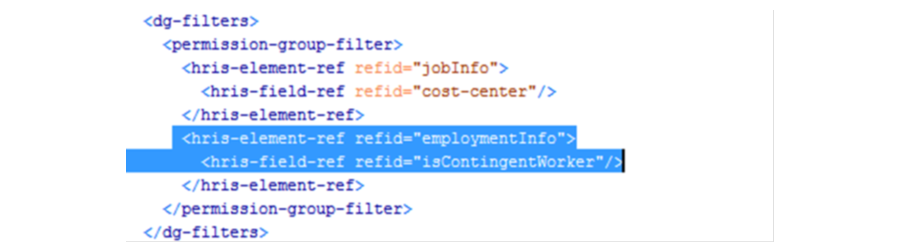 <dg-filters>
<permission-group-filter>
<hris-element-ref refid="jobInfo">
<hris-field-ref refid="cost-center"/>
</hris-element-ref>
<hris-element-ref refid="employmentInfo">
<hris-field-ref refid="isContingentWorker"/>
</hris-element-ref>
</permission-group-filter>
</dg-filters>